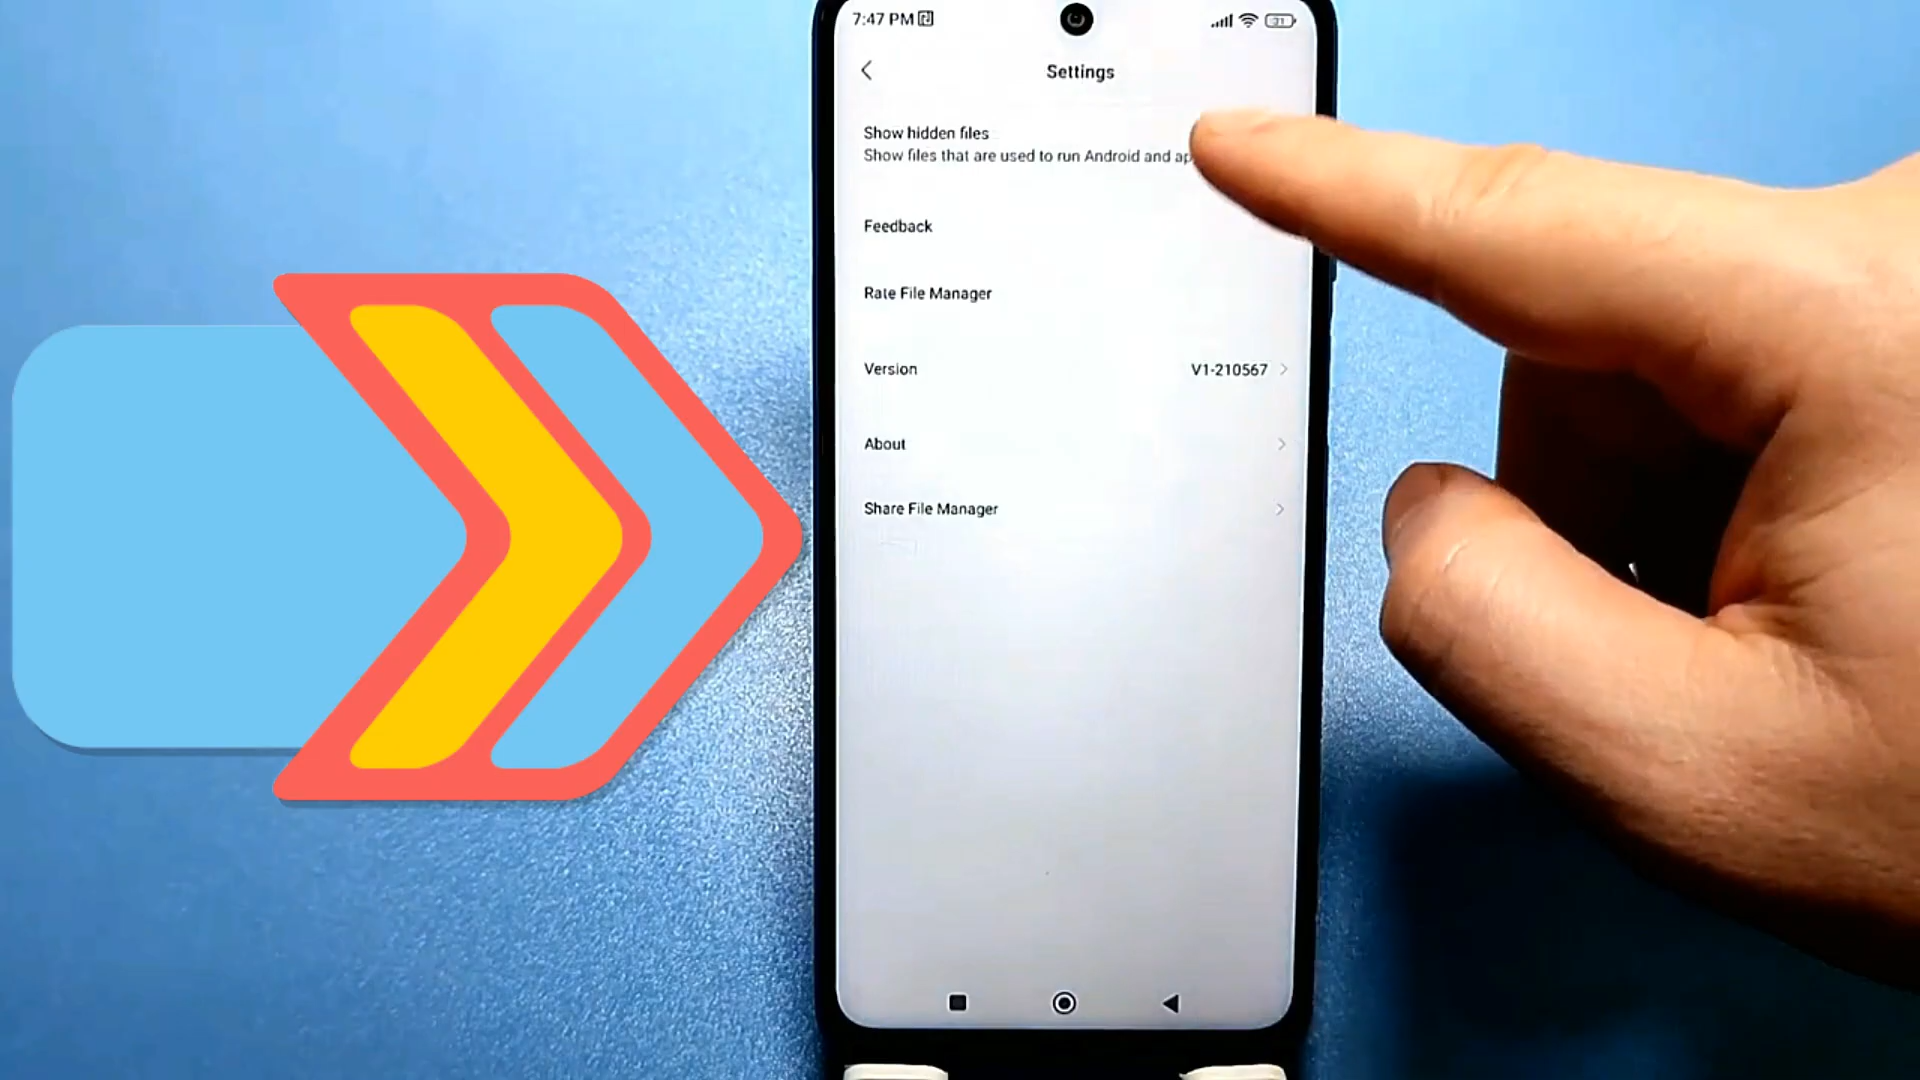 7:47 PM
31
Settings
Show hidden files
Show files that are used to run Android and
Feedback
Rate File Manager
Version
V1-210567
About
Share File Manager